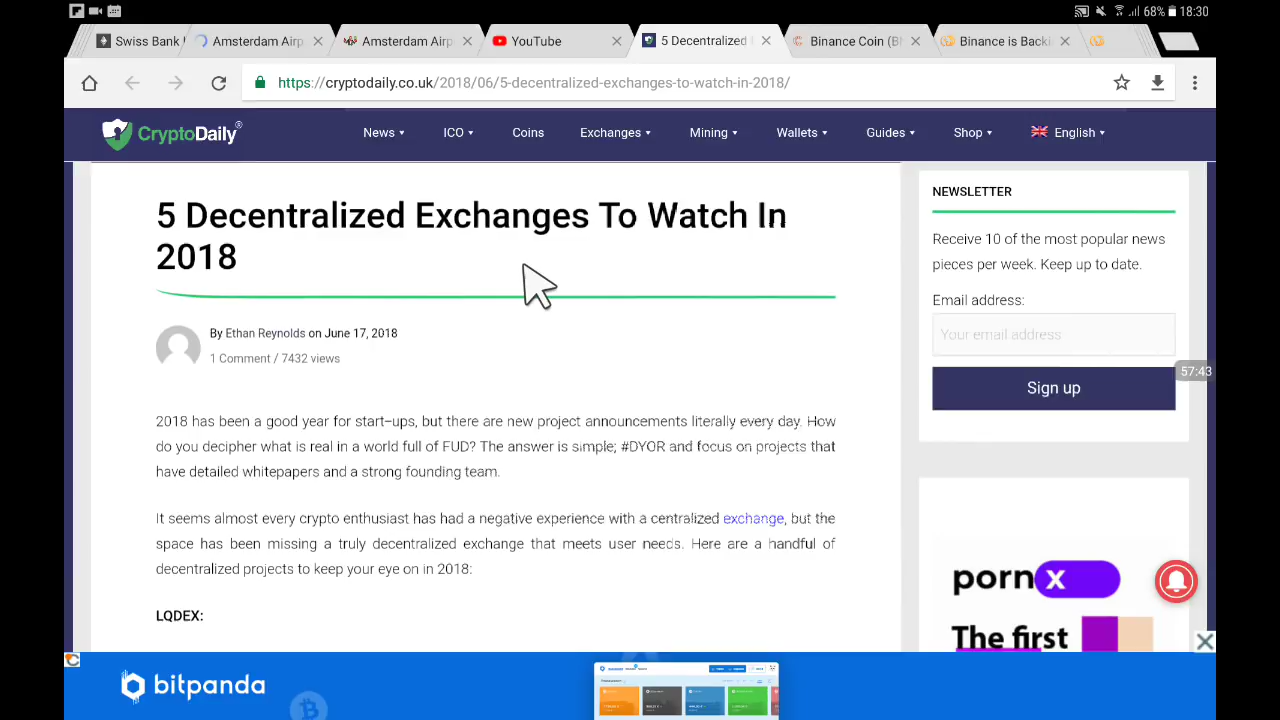 68% 18:30
Swiss Bank
Amsterdam Airp
Amsterdam Airp
YouTube
5 Decentralized
Binance Coin (B
Binance is Backi
https://cryptodaily.co.uk/2018/06/5-decentralized-exchanges-to-watch-in-2018/
CryptoDaily®
News
ICO
Coins
Exchanges
Mining
Wallets
Guides
Shop
English
5 Decentralized Exchanges To Watch In
2018
By Ethan Reynolds on June 17, 2018
1 Comment / 7432 views
2018 has been a good year for start-ups, but there are new project announcements literally every day. How
do you decipher what is real in a world full of FUD? The answer is simple; #DYOR and focus on projects that
have detailed whitepapers and a strong founding team.
It seems almost every crypto enthusiast has had a negative experience with a centralized exchange, but the
space has been missing a truly decentralized exchange that meets user needs. Here are a handful of
decentralized projects to keep your eye on in 2018:
LQDEX:
NEWSLETTER
Receive 10 of the most popular news
pieces per week. Keep up to date.
Email address:
Your email address
Sign up
57:43
porn x
The first
bitpanda